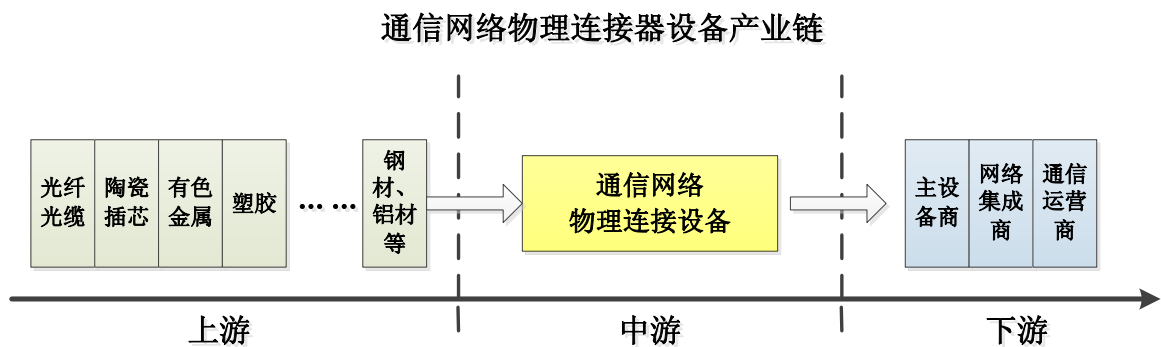 通信网络物理连接器设备产业链
光纤
光缆
陶瓷
插芯
有色
金属
塑胶
... ...
钢
材、
铝材
等
通信网络
物理连接设备
主设
备商
网络
集成
商
通信
运营
商
上游
中游
下游